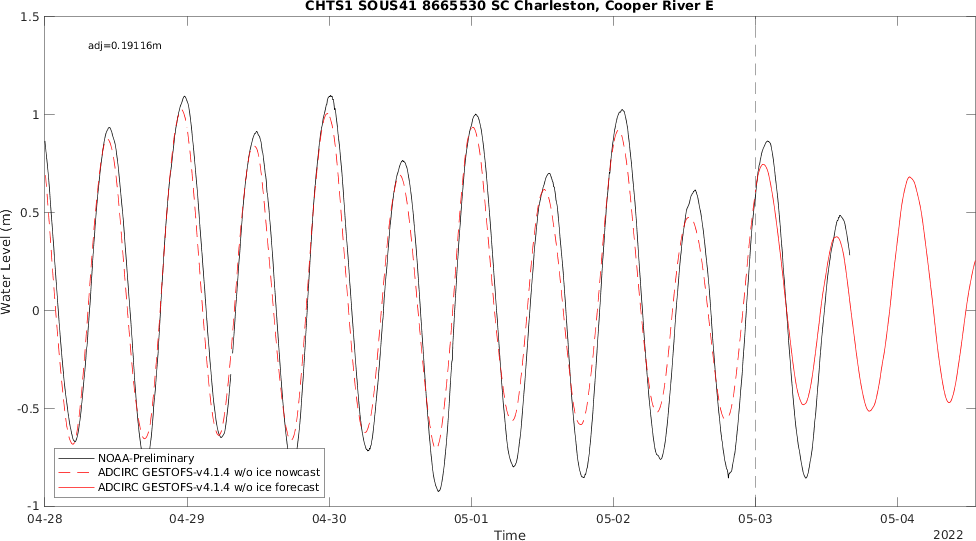 CHTS1 SOUS41 8665530 SC Charleston, Cooper River E
1.5
adj=0.19116m
1
0.5
Water Level (m)
0
-0.5
NOAA-Preliminary
ADCIRC GESTOFS-v4.1.4 w/o ice nowcast
ADCIRC GESTOFS-v4.1.4 w/o ice forecast
-1
04-28 04-29 04-30 05-01 05-02 05-03 05-04
Time
2022